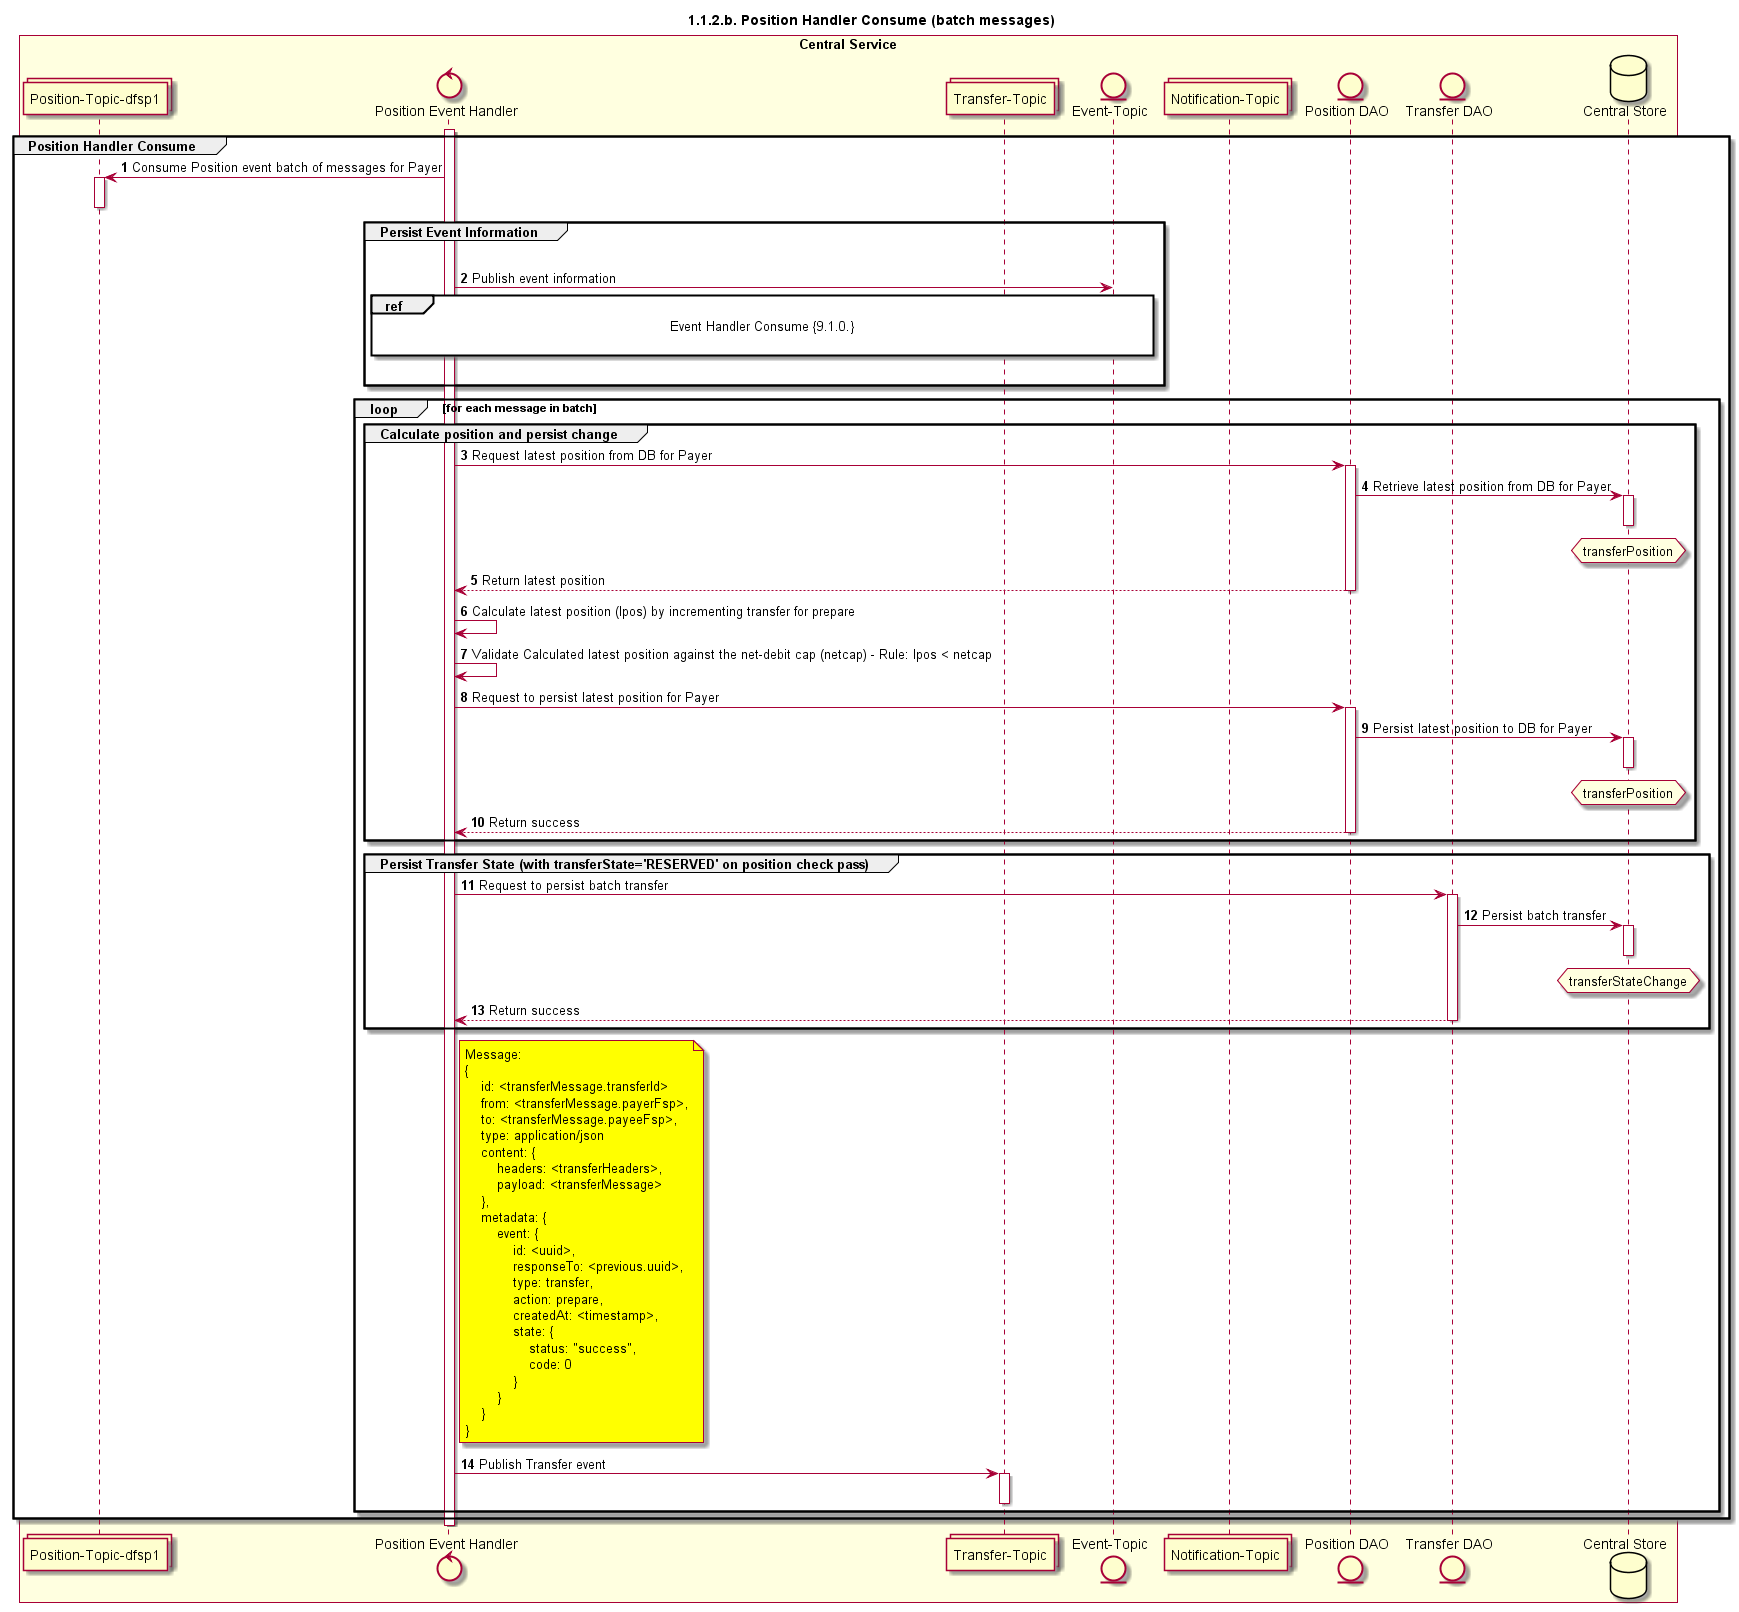 1.1.2.b. Position Handler Consume (batch messages)
Central Service
Position-Topic-dfsp1
Position Event Handler
Transfer-Topic
Event-Topic
Notification-Topic
Position DAO
Transfer DAO
Central Store
Position Handler Consume
1 Consume Position event batch of messages for Payer
Persist Event Information
2 Publish event information
ref
Event Handler Consume {9.1.0.}
loop [for each message in batch]
Calculate position and persist change
3 Request latest position from DB for Payer
4 Retrieve latest position from DB for Payer
transferPosition
5 Return latest position
6 Calculate latest position (lpos) by incrementing transfer for prepare
7 Validate Calculated latest position against the net-debit cap (netcap) - Rule: lpos < netcap
8 Request to persist latest position for Payer
9 Persist latest position to DB for Payer
transferPosition
10 Return success
Persist Transfer State (with transferState='RESERVED' on position check pass)
11 Request to persist batch transfer
12 Persist batch transfer
transferStateChange
13 Return success
Message:
{
id: <transferMessage.transferId>
from: <transferMessage.payerFsp>,
to: <transferMessage.payeeFsp>,
type: application/json
content: {
headers: <transferHeaders>,
payload: <transferMessage>
},
metadata: {
event: {
id: <uuid>,
responseTo: <previous.uuid>,
type: transfer,
action: prepare,
createdAt: <timestamp>,
state: {
status: "success",
code: 0
}
}
}
}
14 Publish Transfer event
Position-Topic-dfsp1
Position Event Handler
Transfer-Topic
Event-Topic
Notification-Topic
Position DAO
Transfer DAO
Central Store